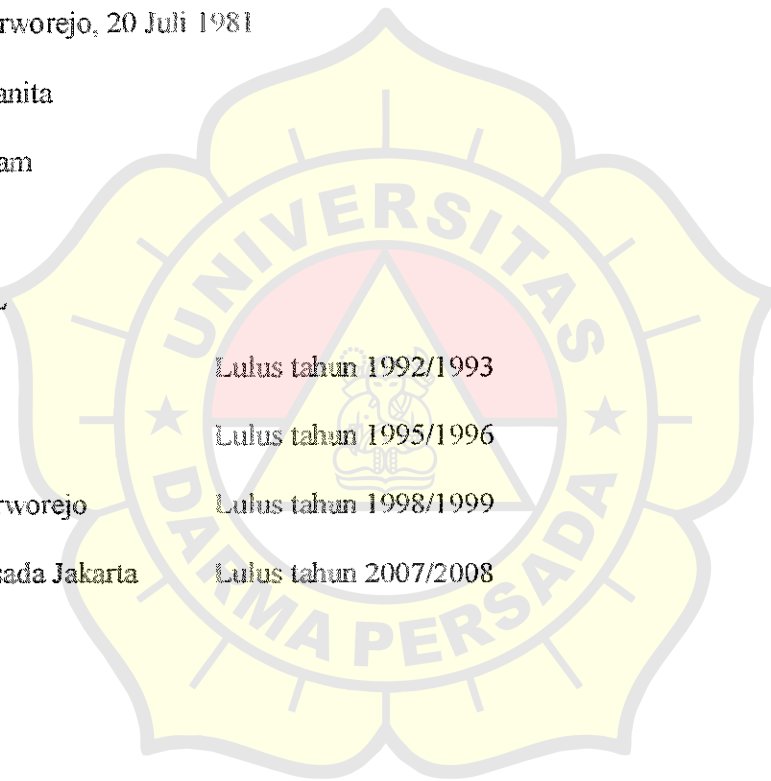 rworejo, 20 Juli 1981
anita
am
Lulus tahun 1992/1993
Lulus tahun 1995/1996
rworejo Lulus tahun 1998/1999
sada Jakarta Lulus tahun 2007/2008
UNIVERSITAS
DARMA PERSADA